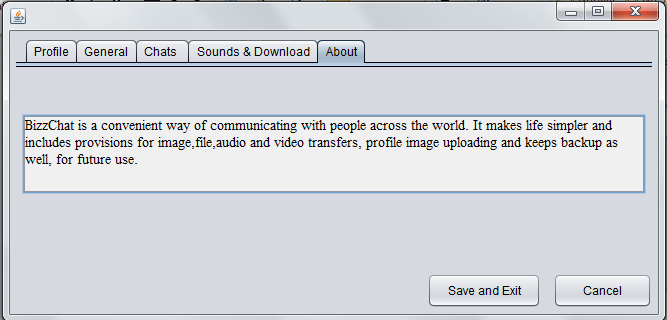 Profile General Chats Sounds & Download About
BizzChat is a convenient way of communicating with people across the world. It makes life simpler and
includes provisions for image,file,audio and video transfers, profile image uploading and keeps backup as
well, for future use.
Save and Exit Cancel